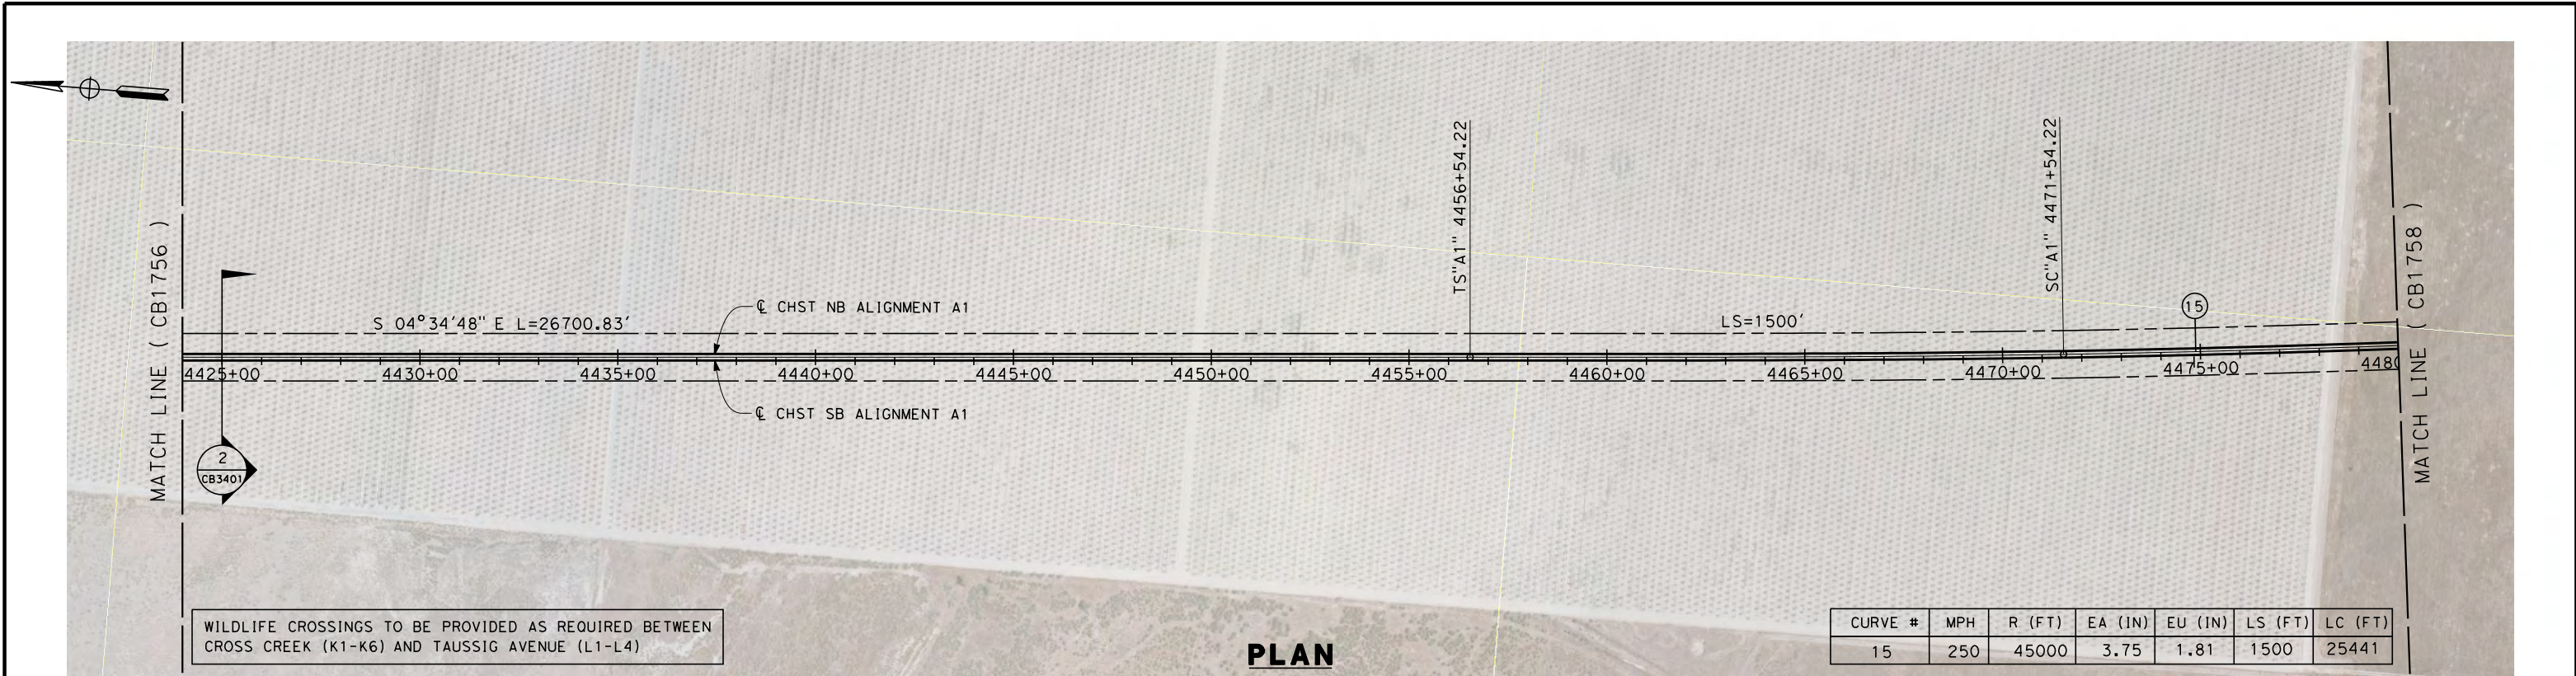 TS"A1" 4456+54.22
SC"A1" 4471+54.22
MATCH LINE ( CB1756 )
MATCH LINE ( CB1758 )
15
℄ CHST NB ALIGNMENT A1
S 04°34'48" E L=26700.83'
LS=1500'
4425+00 4430+00 4435+00 4440+00 4445+00 4450+00 4455+00 4460+00 4465+00 4470+00 4475+00 4480
℄ CHST SB ALIGNMENT A1
2
CB3401
WILDLIFE CROSSINGS TO BE PROVIDED AS REQUIRED BETWEEN
CROSS CREEK (K1-K6) AND TAUSSIG AVENUE (L1-L4)
PLAN
CURVE # MPH R (FT) EA (IN) EU (IN) LS (FT) LC (FT)
15 250 45000 3.75 1.81 1500 25441